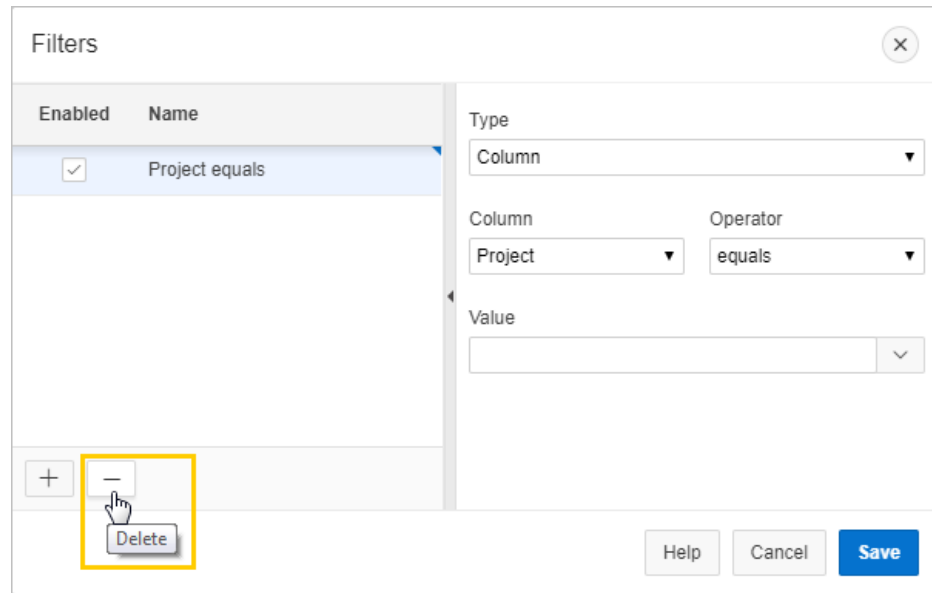 Filters
Enabled Name
Project equals
Type
Column
Column Operator
Project equals
Value
Delete
Help Cancel Save